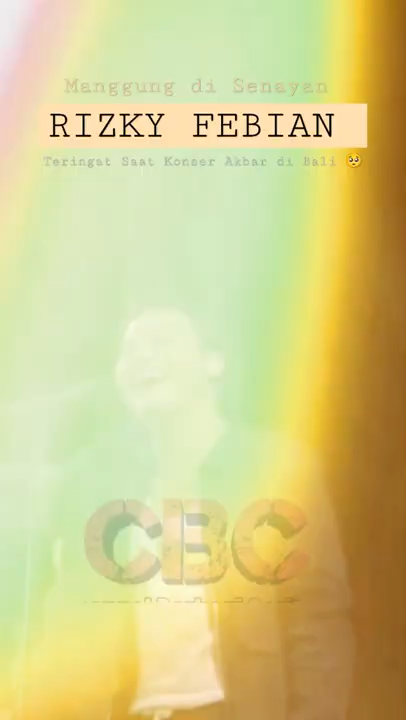 Manggung di Senayan
RIZKY FEBIAN
Teringat Saat Konser Akbar di Bali 🥺
CBC